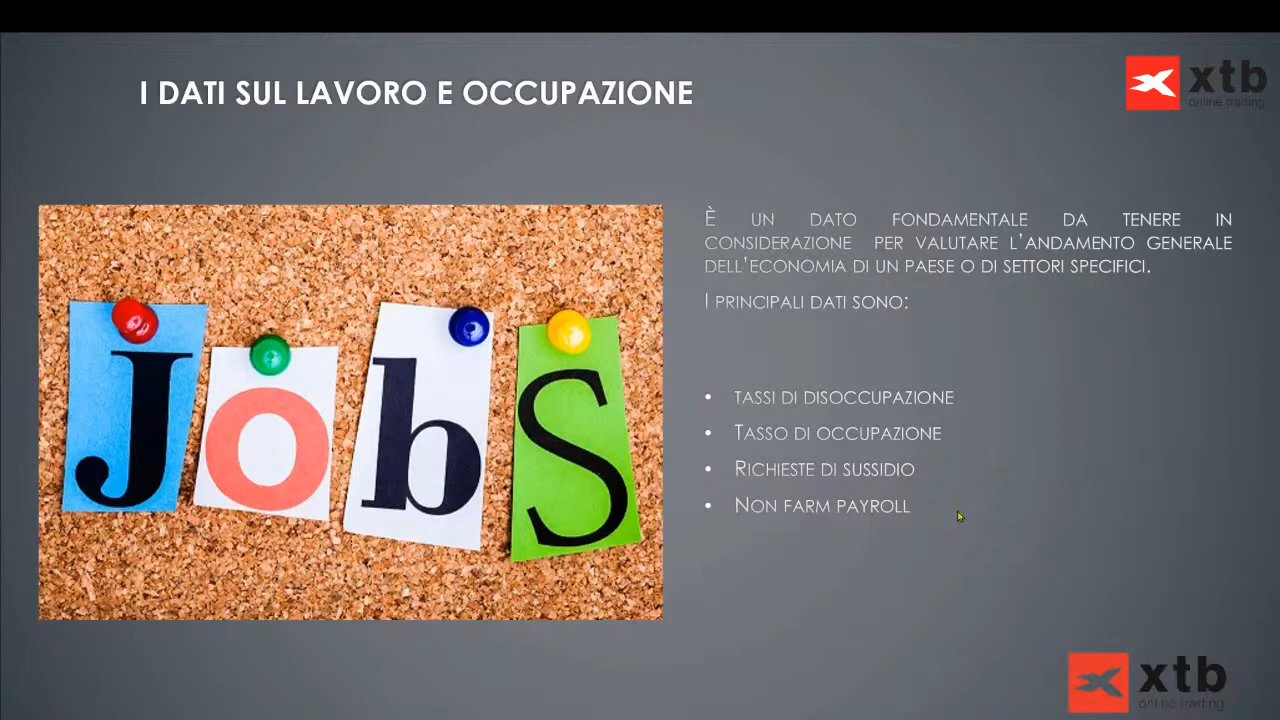 I DATI SUL LAVORO E OCCUPAZIONE
xtb
online trading
Jobs
È UN DATO FONDAMENTALE DA TENERE IN
CONSIDERAZIONE PER VALUTARE L'ANDAMENTO GENERALE
DELL'ECONOMIA DI UN PAESE O DI SETTORI SPECIFICI.
I PRINCIPALI DATI SONO:
• TASSI DI DISOCCUPAZIONE
• TASSO DI OCCUPAZIONE
• RICHIESTE DI SUSSIDIO
• NON FARM PAYROLL
xtb
online trading